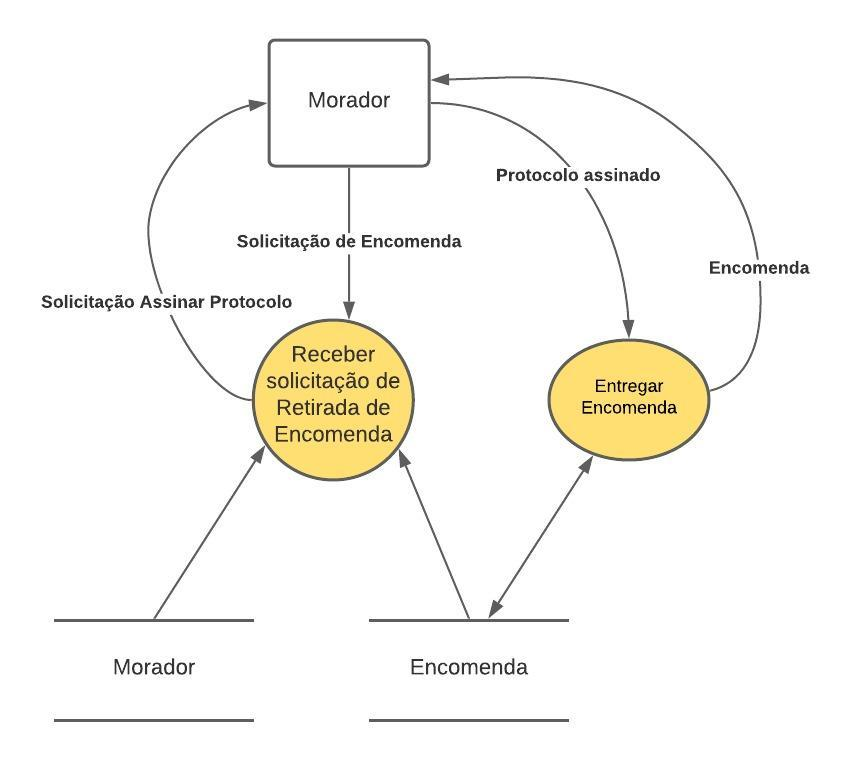 Morador
Protocolo assinado
Solicitação de Encomenda
Encomenda
Solicitação Assinar Protocolo
Receber
solicitação de
Retirada de
Encomenda
Entregar
Encomenda
Morador
Encomenda